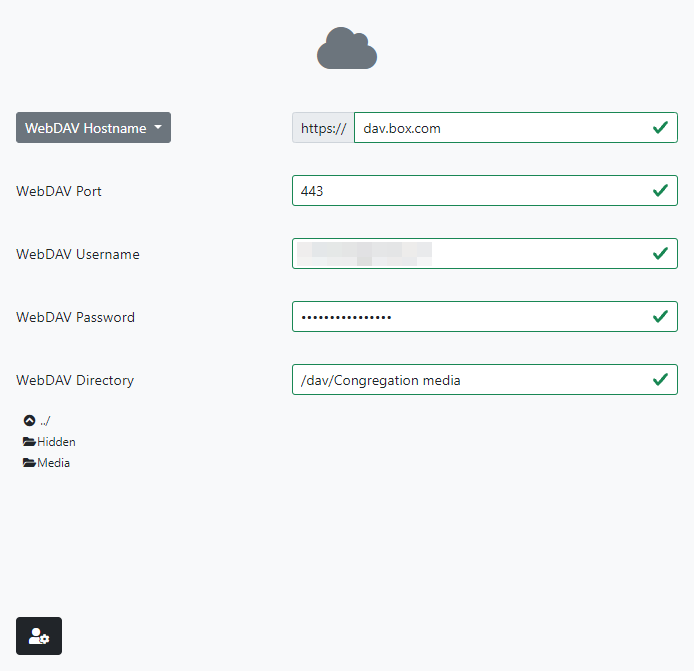 WebDAV Hostname https:// dav.box.com
WebDAV Port 443
WebDAV Username
WebDAV Password ••••••••••••••••
WebDAV Directory /dav/Congregation media
../
Hidden
Media